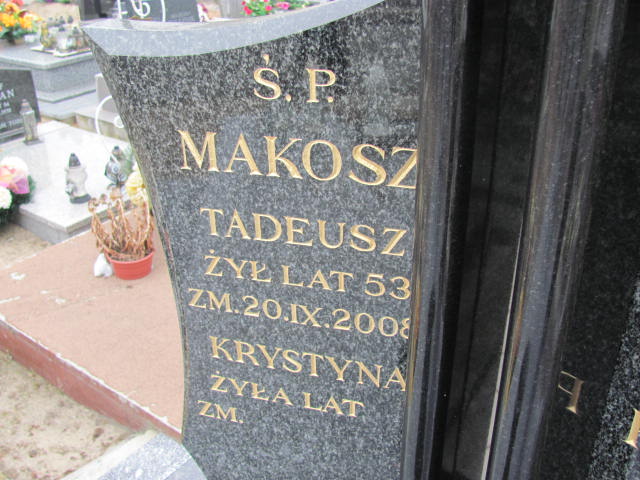 Ś. P.
MAKOSZ
TADEUSZ
ŻYŁ LAT 53
ZM. 20.IX.2008
KRYSTYNA
ŻYŁA LAT
ZM.